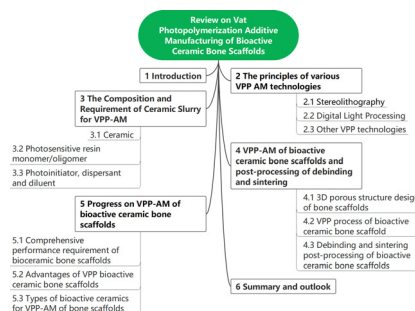 Review on Vat
Photopolymerization Additive
Manufacturing of Bioactive
Ceramic Bone Scaffolds
1 Introduction
2 The principles of various
VPP AM technologies
2.1 Stereolithography
2.2 Digital Light Processing
2.3 Other VPP technologies
3 The Composition and
Requirement of Ceramic Slurry
for VPP-AM
3.1 Ceramic
3.2 Photosensitive resin
monomer/oligomer
3.3 Photoinitiator, dispersant
and diluent
4 VPP-AM of bioactive
ceramic bone scaffolds and
post-processing of debinding
and sintering
4.1 3D porous structure design
of bone scaffolds
4.2 VPP process of bioactive
ceramic bone scaffold
4.3 Debinding and sintering
post-processing of bioactive
ceramic bone scaffolds
5 Progress on VPP-AM of
bioactive ceramic bone
scaffolds
5.1 Comprehensive
performance requirement of
bioceramic bone scaffolds
5.2 Advantages of VPP bioactive
ceramic bone scaffolds
5.3 Types of bioactive ceramics
for VPP-AM of bone scaffolds
6 Summary and outlook